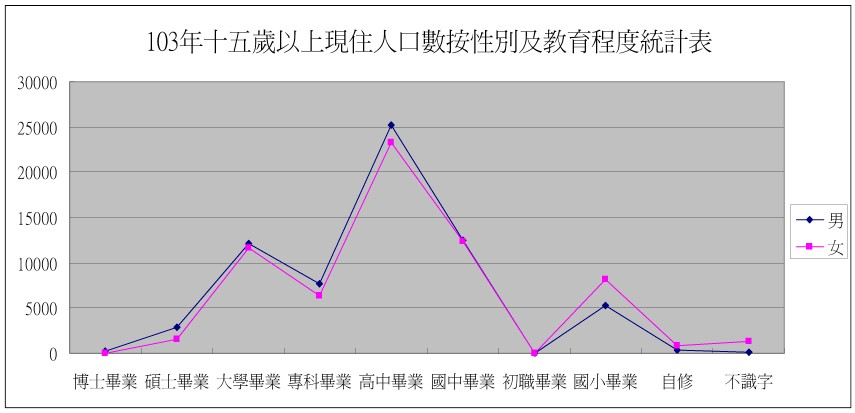 103年十五歲以上現住人口數按性別及教育程度統計表
30000
25000
20000
15000
10000
5000
0
男
女
博士畢業 碩士畢業 大學畢業 專科畢業 高中畢業 國中畢業 初職畢業 國小畢業 自修 不識字